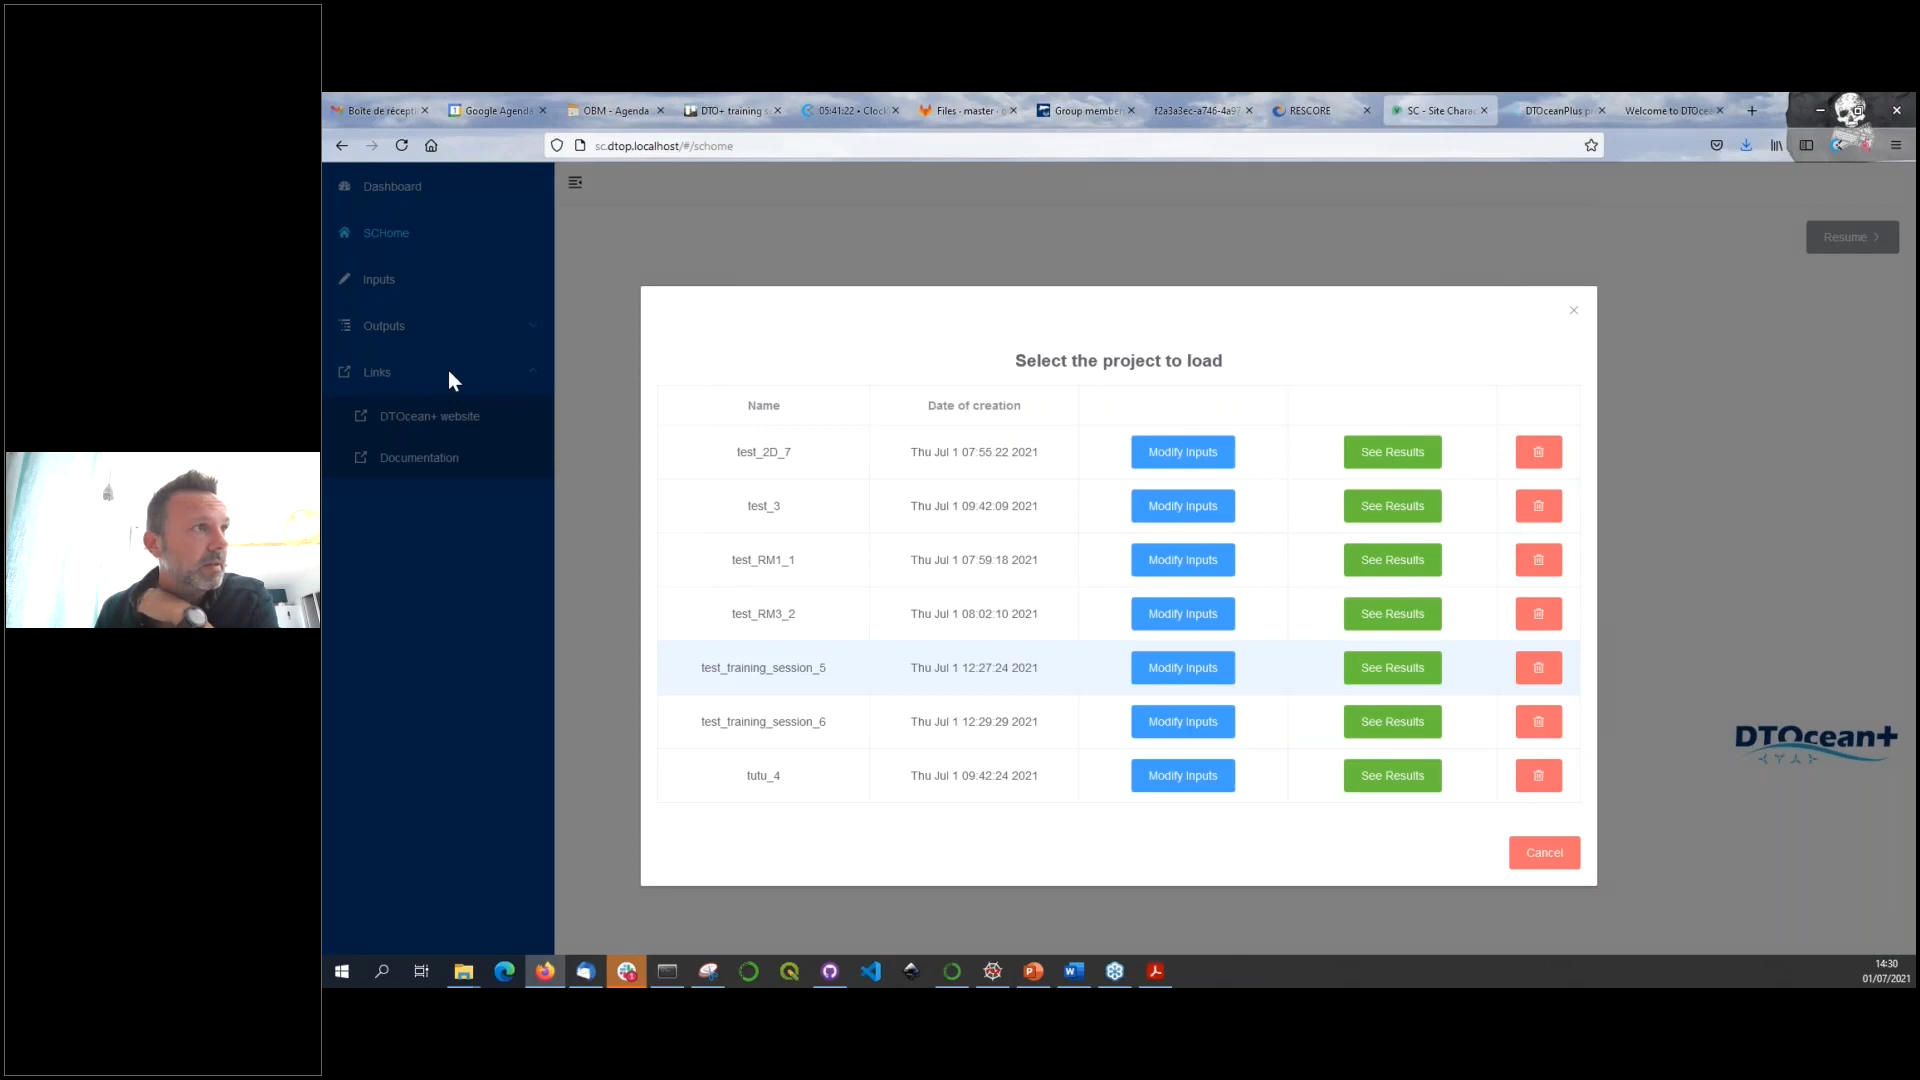 Boîte de récepti
Google Agenda
OBM - Agenda
DTO+ training s
05:41:22 • Clock
Files · master · o
Group member
f2a3a3ec-a746-4a97
RESCORE
SC - Site Charac
DTOceanPlus pr
Welcome to DTOcea
sc.dtop.localhost/#/schome
Dashboard
SCHome
Inputs
Outputs
Links
DTOcean+ website
Documentation
Resume
Select the project to load
Name Date of creation
test_2D_7 Thu Jul 1 07:55:22 2021 Modify Inputs See Results
test_3 Thu Jul 1 09:42:09 2021 Modify Inputs See Results
test_RM1_1 Thu Jul 1 07:59:18 2021 Modify Inputs See Results
test_RM3_2 Thu Jul 1 08:02:10 2021 Modify Inputs See Results
test_training_session_5 Thu Jul 1 12:27:24 2021 Modify Inputs See Results
test_training_session_6 Thu Jul 1 12:29:29 2021 Modify Inputs See Results
tutu_4 Thu Jul 1 09:42:24 2021 Modify Inputs See Results
Cancel
DTOcean+
14:30
01/07/2021